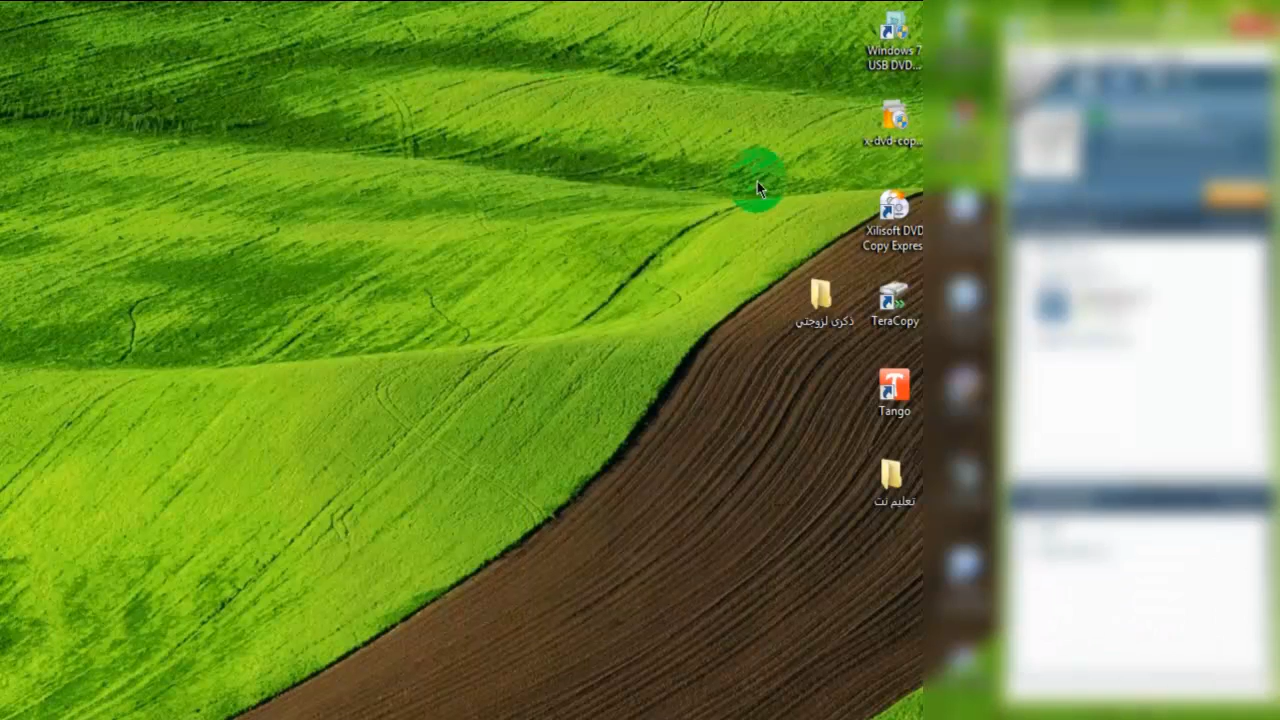 Windows 7
USB DVD...
x-dvd-cop...
Xilisoft DVD
Copy Expres
ذكرى لزوجتي
TeraCopy
Tango
تعليم نت